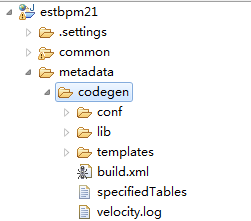 estbpm21
.settings
common
metadata
codegen
conf
lib
templates
build.xml
specifiedTables
velocity.log